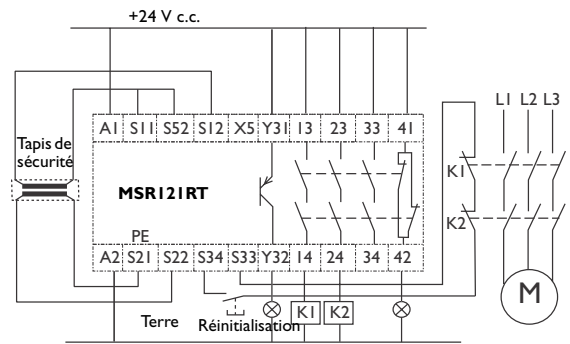 +24 V c.c.
A1 S11 S52 S12 X5 Y31 13 23 33 41
L1 L2 L3
Tapis de
sécurité
K1
MSR121RT
K2
PE
A2 S21 S22 S34 S33 Y32 14 24 34 42
M
K1 K2
Terre Réinitialisation